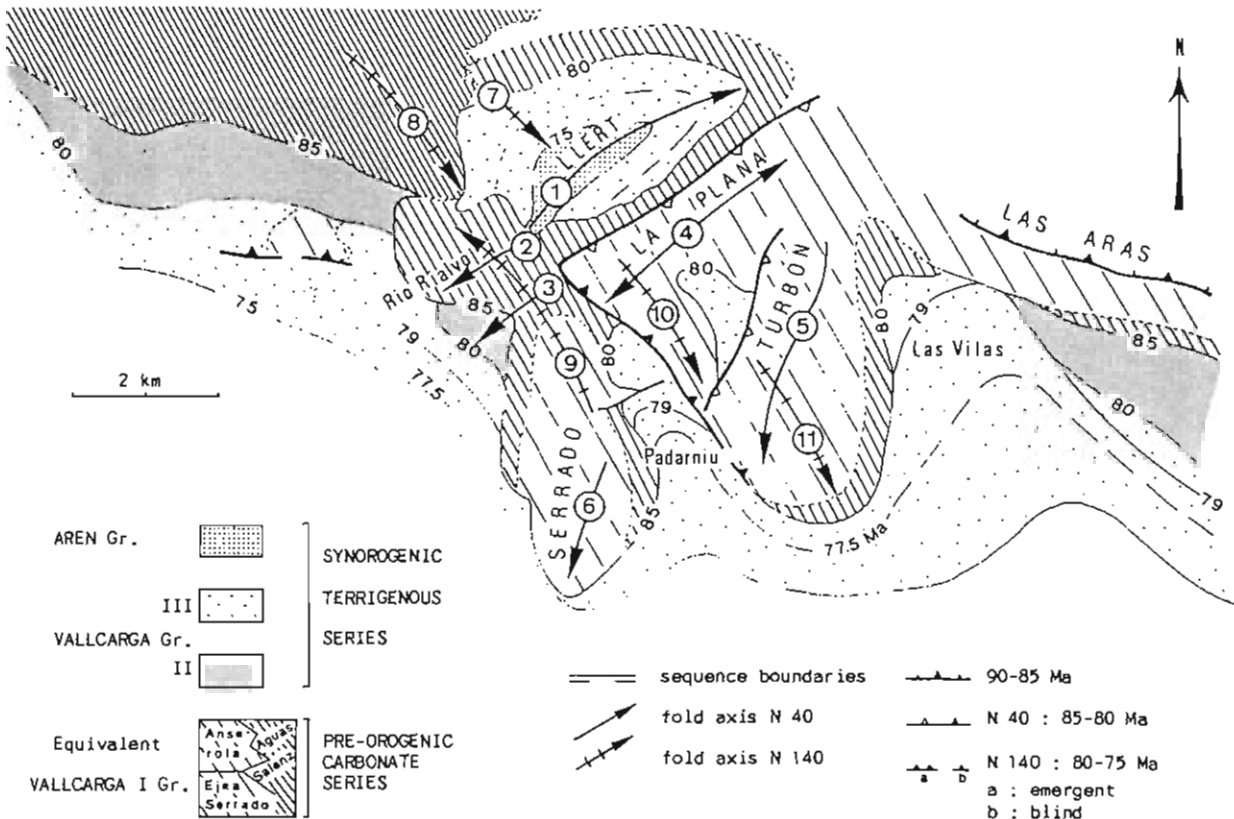 N
80
7
8
75
LLERT
80
85
1
LA PLANA
4
LAS ARAS
2
Rio Rialvo
3
80
TURBÓN
5
75
85
80
10
80
79
Las Vilas
85
79
80
9
80
77.5
2 km
79
Padarniu
11
SERRADO
6
85
77.5 Ma
79
AREN Gr.
SYNOROGENIC
III
TERRIGENOUS
VALLCARGA Gr.
SERIES
II
Equivalent
VALLCARGA I Gr.
Anse
rola
Aguas
Salenz
Ejea
Serrado
PRE-OROGENIC
CARBONATE
SERIES
sequence boundaries
fold axis N 40
fold axis N 140
90-85 Ma
N 40 : 85-80 Ma
N 140 : 80-75 Ma
a b
a : emergent
b : blind